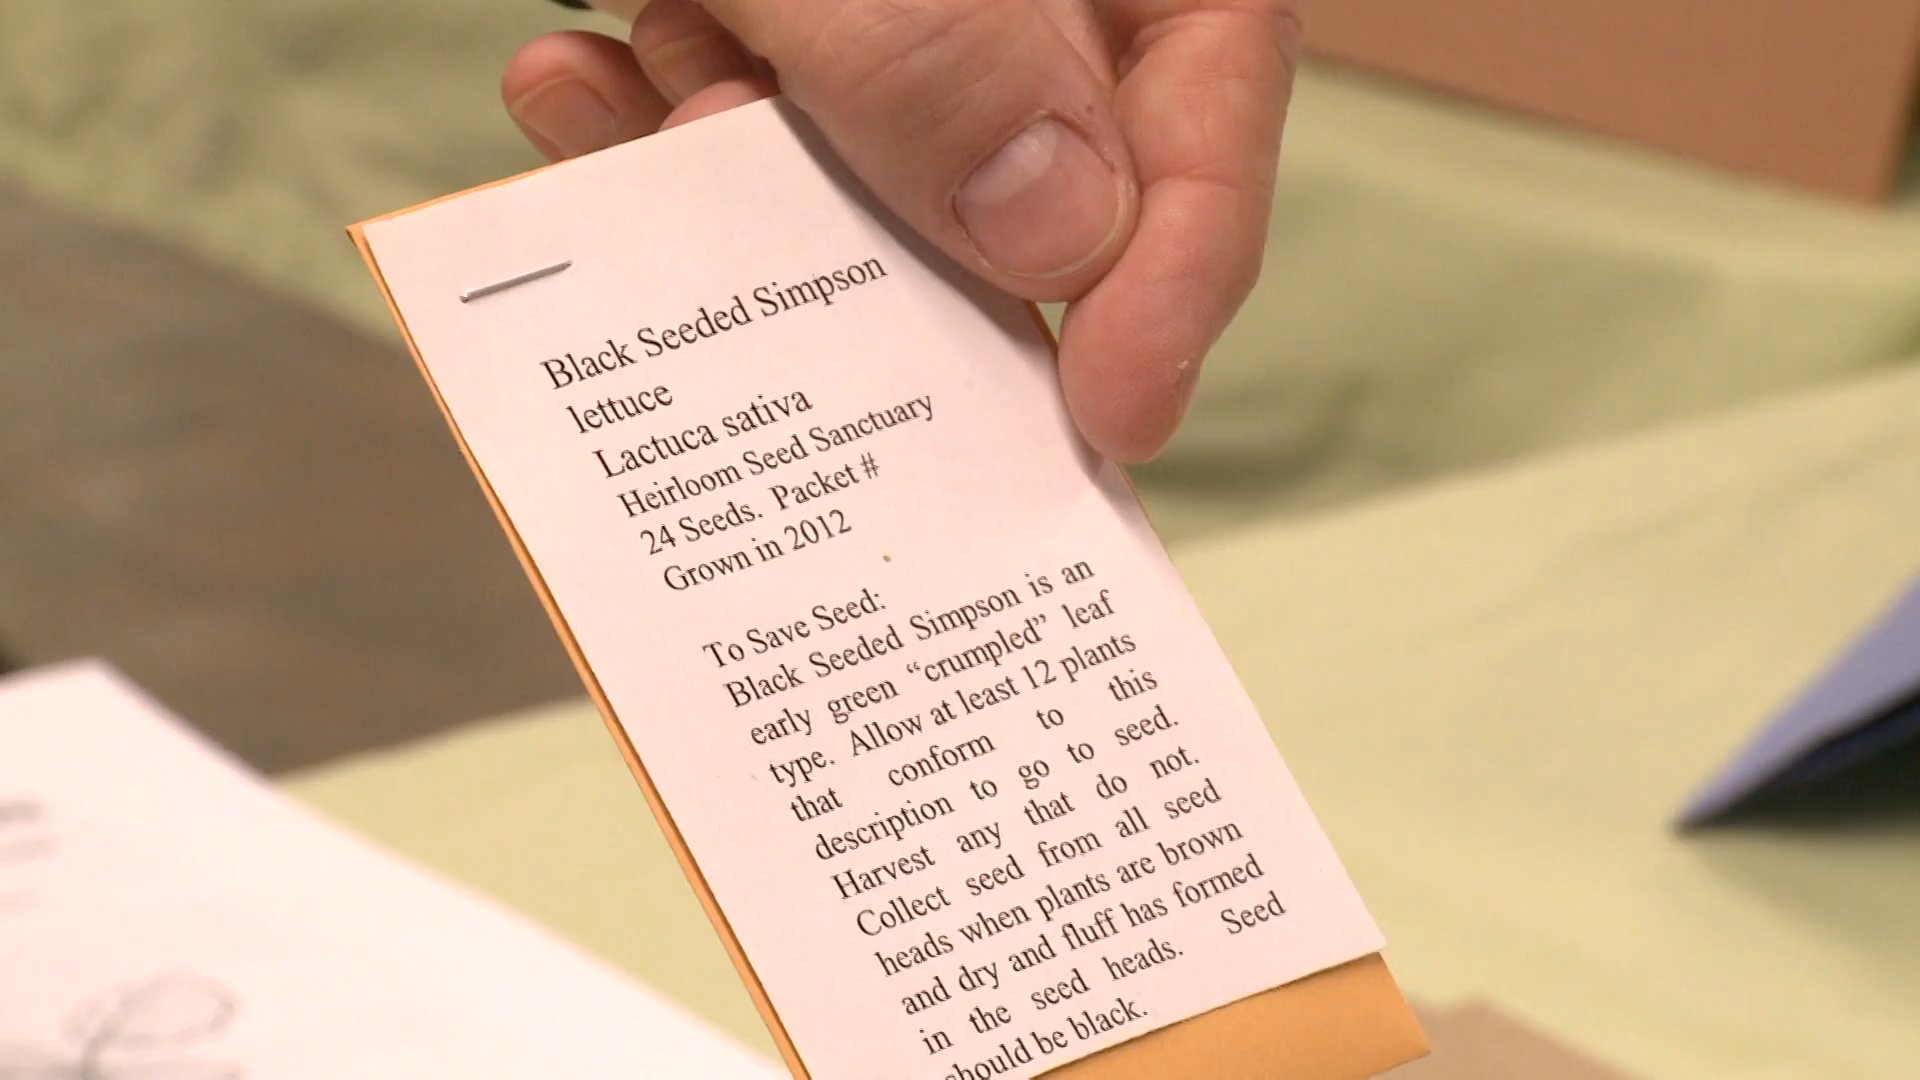 Black Seeded Simpson
lettuce
Lactuca sativa
Heirloom Seed Sanctuary
24 Seeds. Packet #
Grown in 2012
To Save Seed:
Black Seeded Simpson is an
early green “crumpled” leaf
type. Allow at least 12 plants
that conform to this
description to go to seed.
Harvest any that do not.
Collect seed from all seed
heads when plants are brown
and dry and fluff has formed
in the seed heads. Seed
should be black.